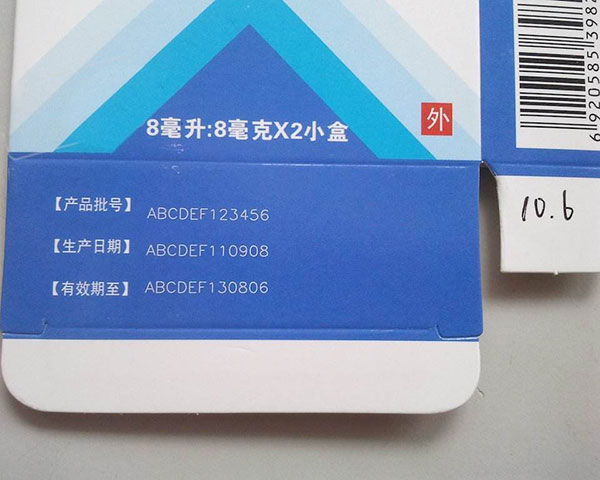 8毫升:8毫克X2小盒
外
6920585398
【产品批号】 ABCDEF123456
【生产日期】 ABCDEF110908
【有效期至】 ABCDEF130806
10.6